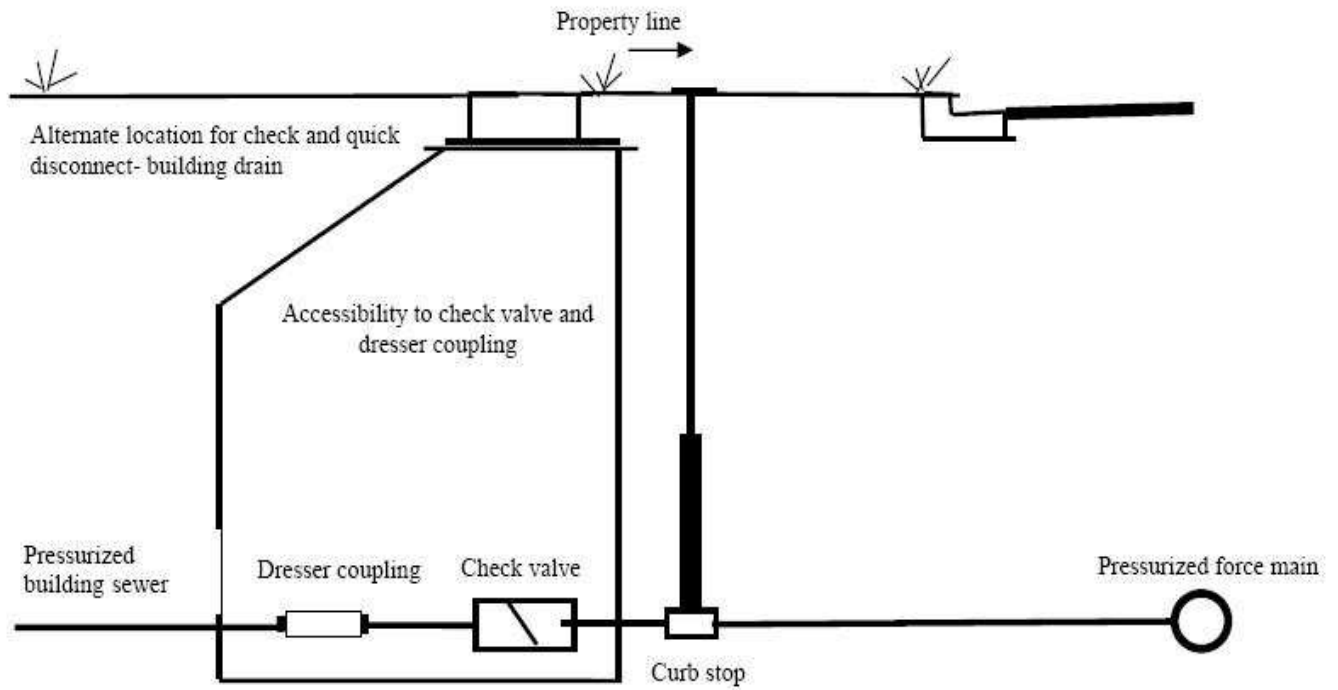 Property line
Alternate location for check and quick
disconnect- building drain
Accessibility to check valve and
dresser coupling
Pressurized
building sewer
Dresser coupling
Check valve
Pressurized force main
Curb stop